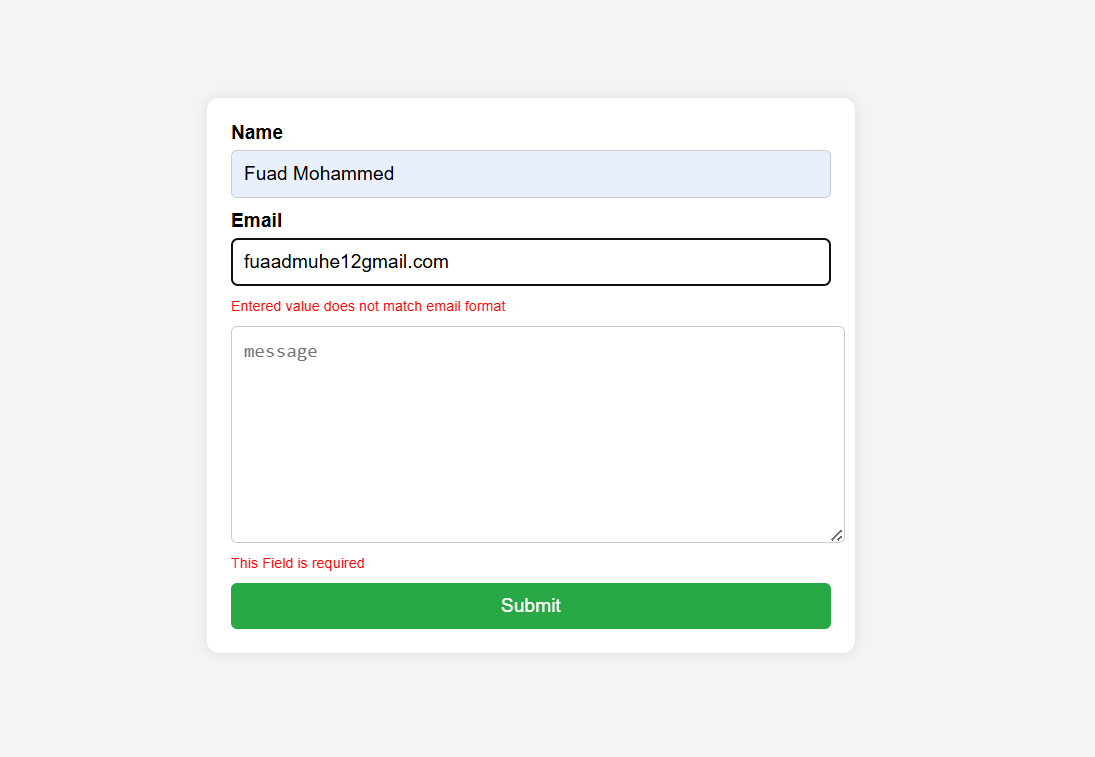 Name
Fuad Mohammed
Email
fuaadmuhe12gmail.com
Entered value does not match email format
message
This Field is required
Submit